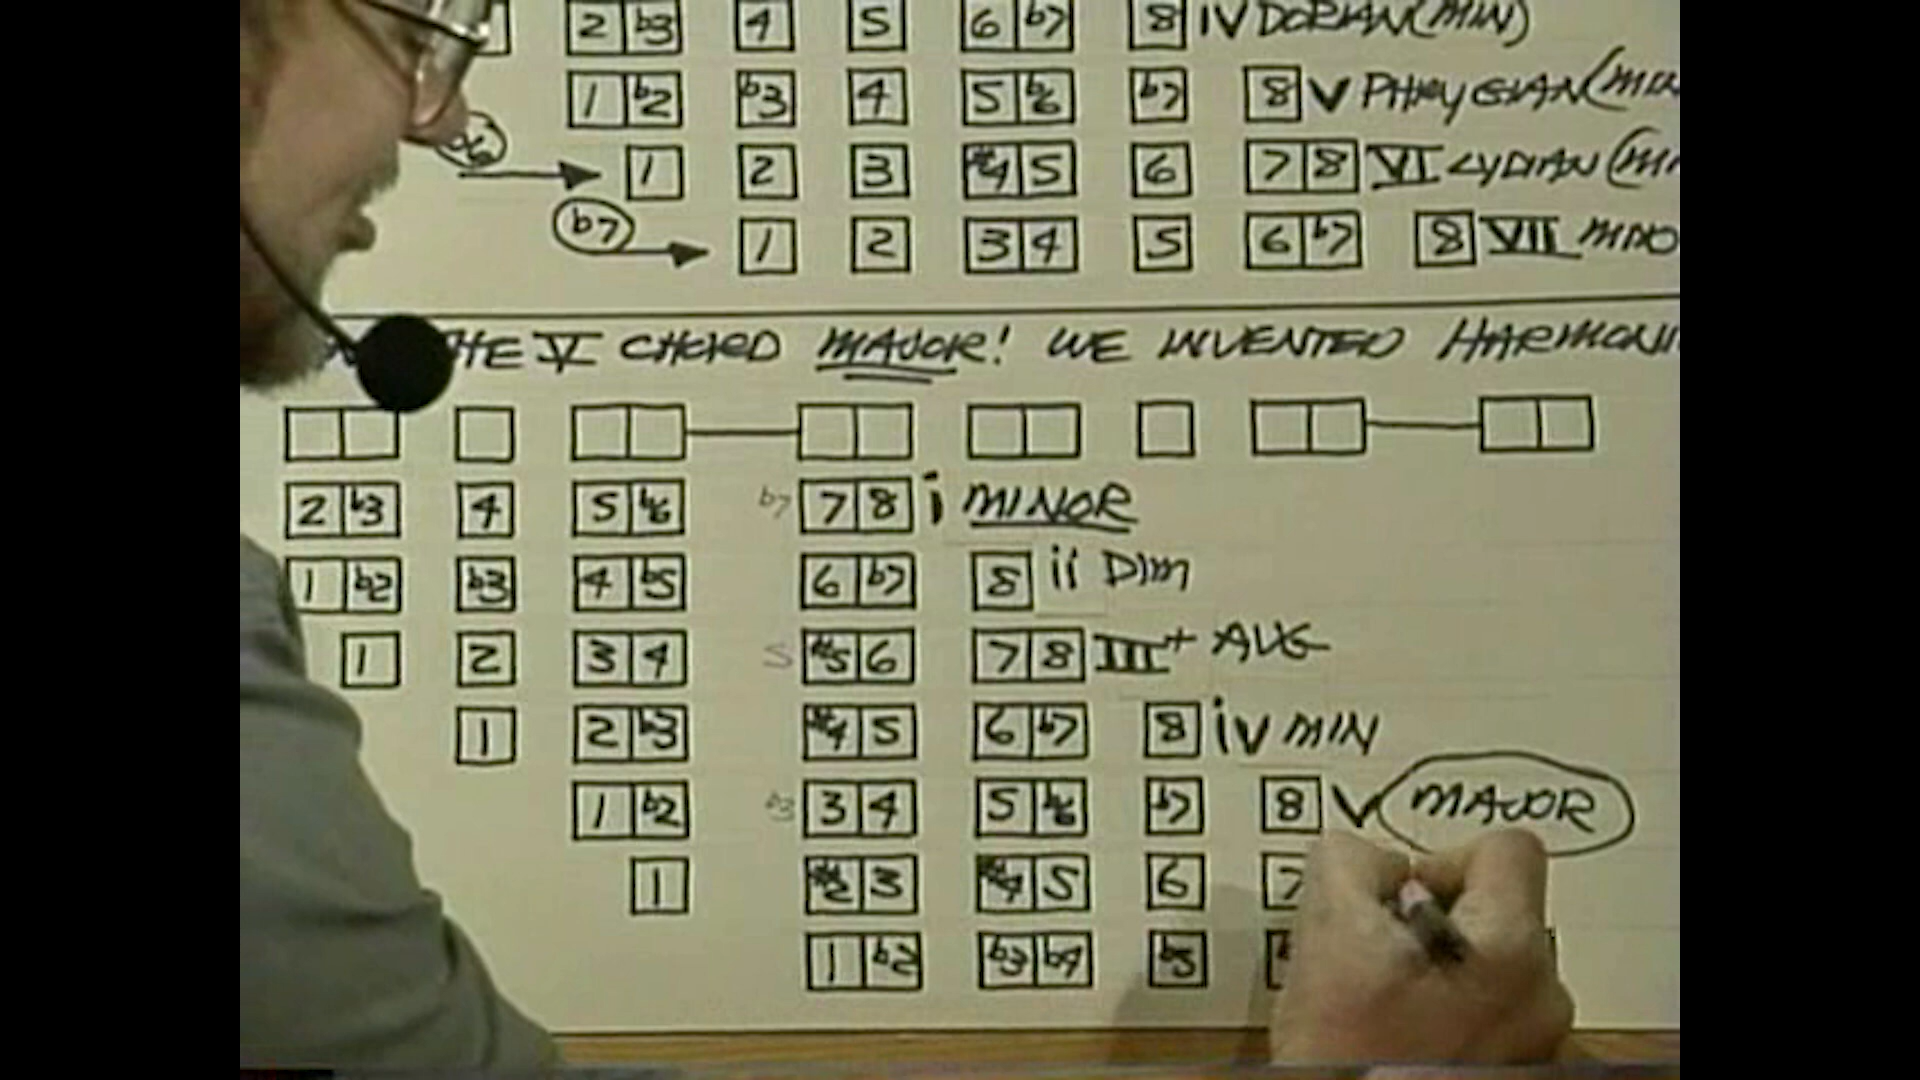 2 b3 4 5 6 b7 8 iv DORIAN (MIN)
1 b2 b3 4 5 b6 b7 8 v PHRYGIAN (MIN
b6 1 2 3 #4 5 6 7 8 VI LYDIAN (M
b7 1 2 3 4 5 6 b7 8 VII MIXO
THE V CHORD MAJOR! WE INVENTED HARMONI
2 b3 4 5 b6 b7 7 8 i MINOR
1 b2 b3 4 b5 6 b7 8 ii DIM
1 2 3 4 5 #5 6 7 8 III+ AUG
1 2 b3 #4 5 6 b7 8 iv MIN
1 b2 b3 3 4 5 b6 b7 8 V MAJOR
1 #2 3 #4 5 6 7
1 b2 b3 b4 b5